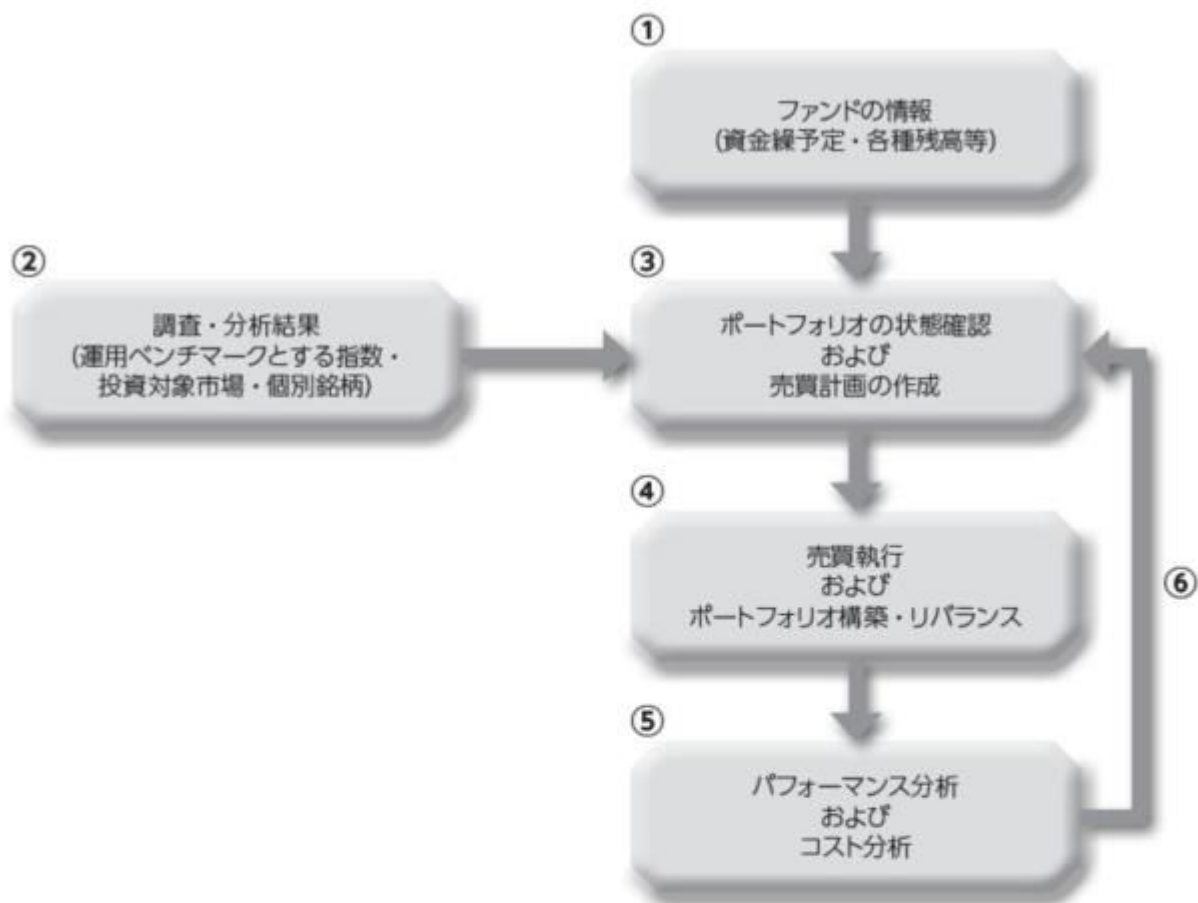 ①
ファンドの情報
(資金繰予定・各種残高等)
②
調査・分析結果
(運用ベンチマークとする指数・
投資対象市場・個別銘柄)
③
ポートフォリオの状態確認
および
売買計画の作成
④
売買執行
および
ポートフォリオ構築・リバランス
⑤
パフォーマンス分析
および
コスト分析
⑥